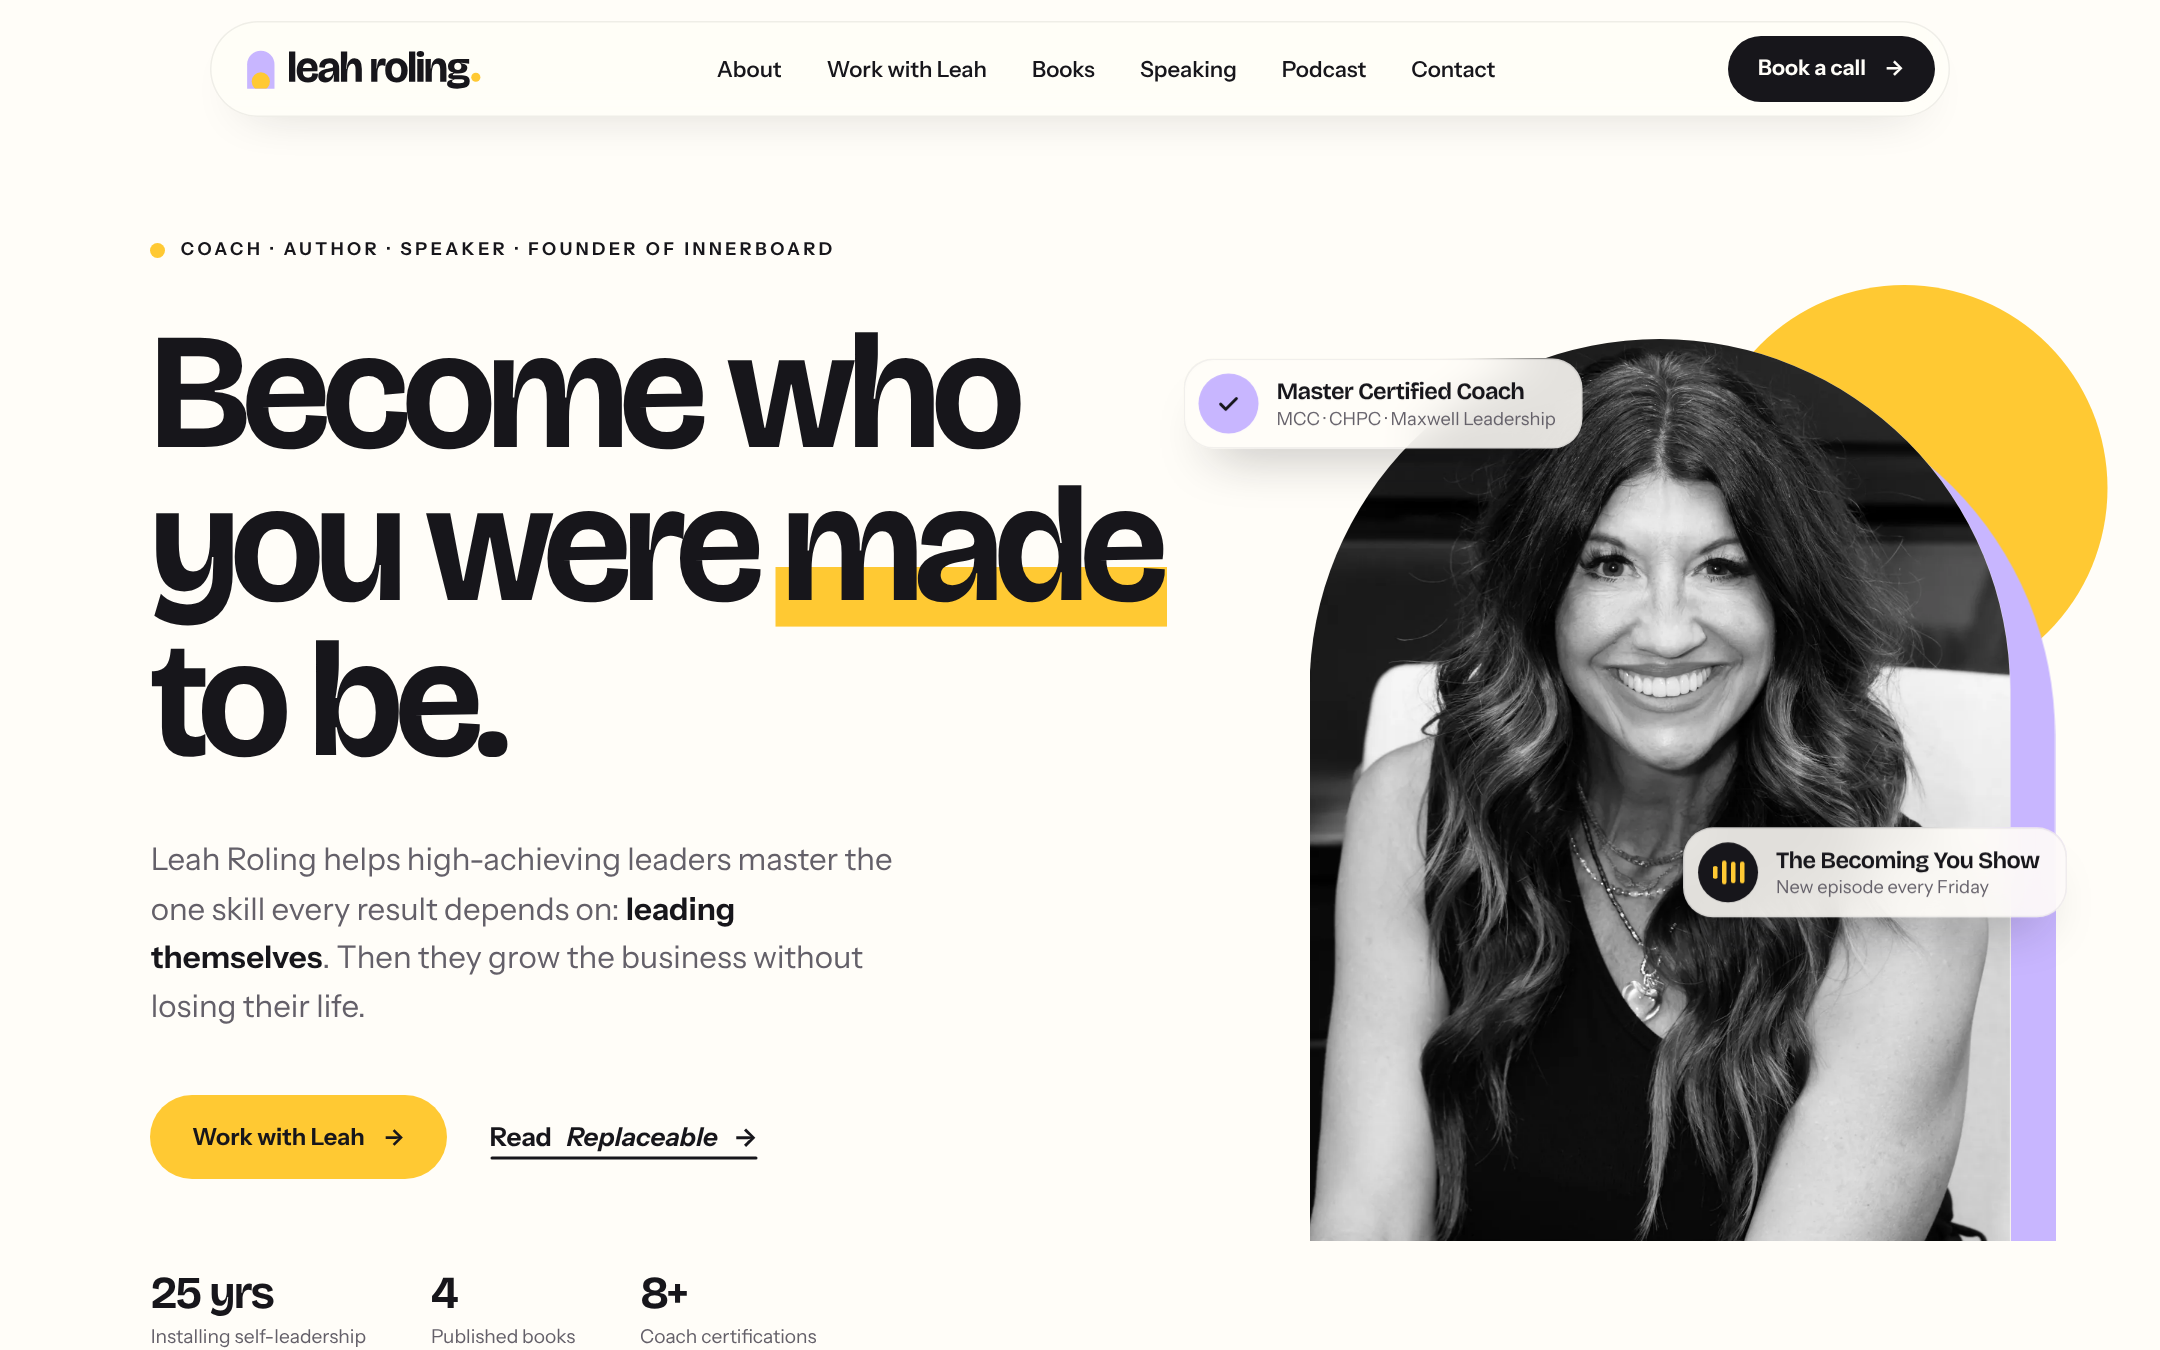 leah roling.
About
Work with Leah
Books
Speaking
Podcast
Contact
Book a call →
COACH · AUTHOR · SPEAKER · FOUNDER OF INNERBOARD
Become who
you were made
to be.
Master Certified Coach
MCC · CHPC · Maxwell Leadership
Leah Roling helps high-achieving leaders master the
one skill every result depends on: leading
themselves. Then they grow the business without
losing their life.
The Becoming You Show
New episode every Friday
Work with Leah →
Read Replaceable →
25 yrs
Installing self-leadership
4
Published books
8+
Coach certifications